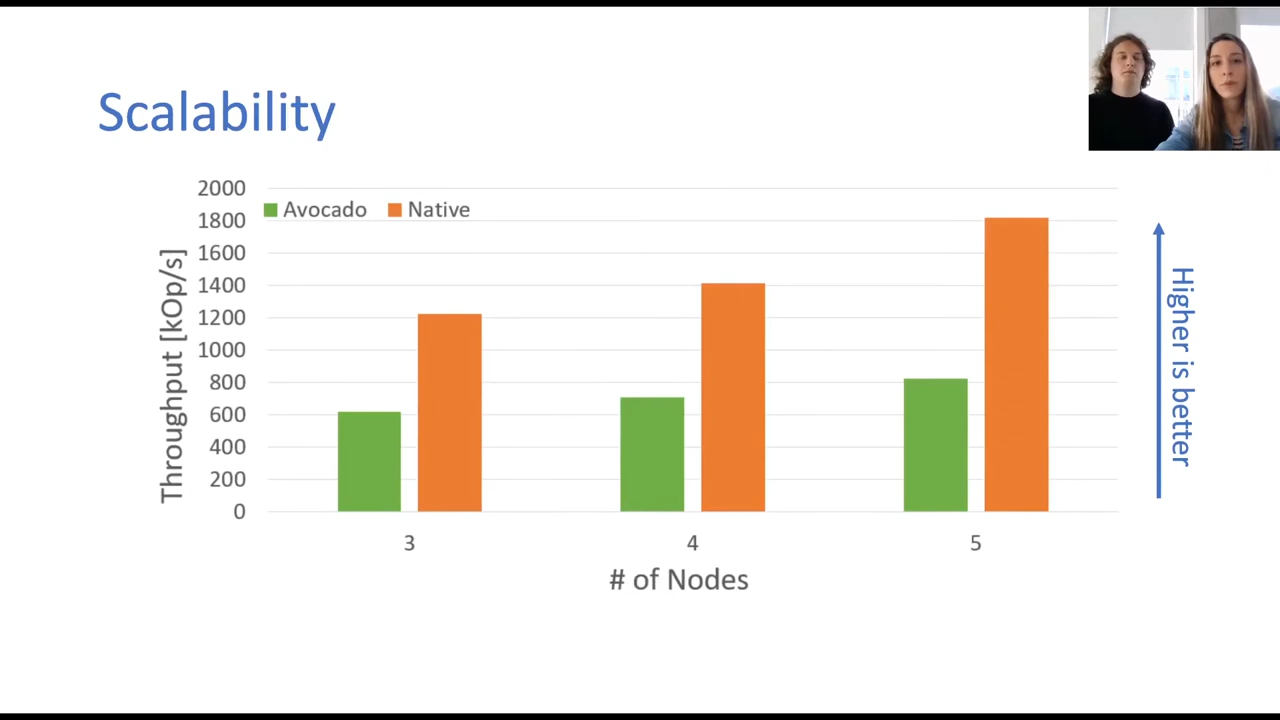 Scalability
2000
1800
1600
1400
1200
1000
800
600
400
200
0
Throughput [kOp/s]
Avocado Native
3 4 5
# of Nodes
Higher is better